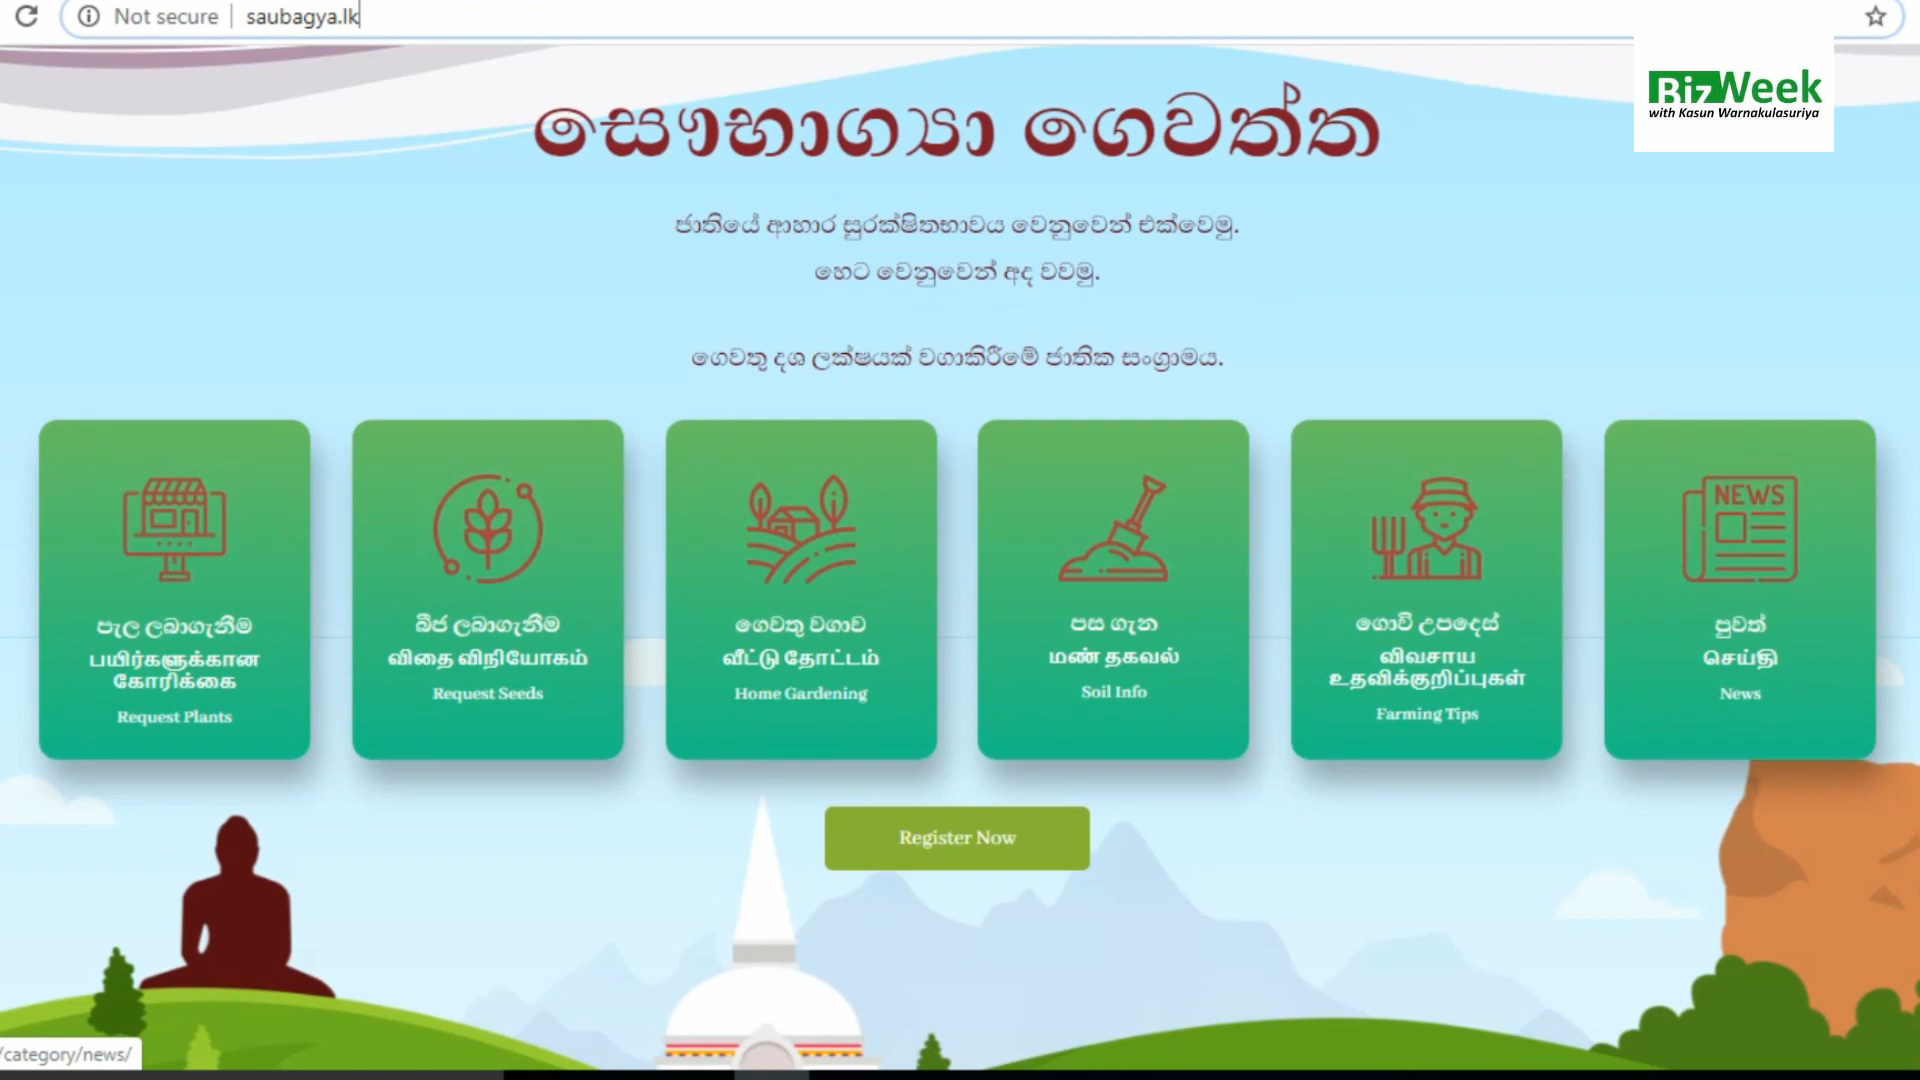 Not secure | saubagya.lk
BizWeek
with Kasun Warnakulasuriya
සෞභාග්‍යා ගෙවත්ත
ජාතියේ ආහාර සුරක්ෂිතභාවය වෙනුවෙන් එක්වෙමු.
හෙට වෙනුවෙන් අද වවමු.
ගෙවතු දශ ලක්ෂයක් වගාකිරීමේ ජාතික සංග්‍රාමය.
පැල ලබාගැනීම
பயிர்களுக்கான
கோரிக்கை
Request Plants
බීජ ලබාගැනීම
விதை விநியோகம்
Request Seeds
ගෙවතු වගාව
வீட்டு தோட்டம்
Home Gardening
පස ගැන
மண் தகவல்
Soil Info
ගොවි උපදෙස්
விவசாய
உதவிக்குறிப்புகள்
Farming Tips
NEWS
පුවත්
செய்தி
News
Register Now
/category/news/